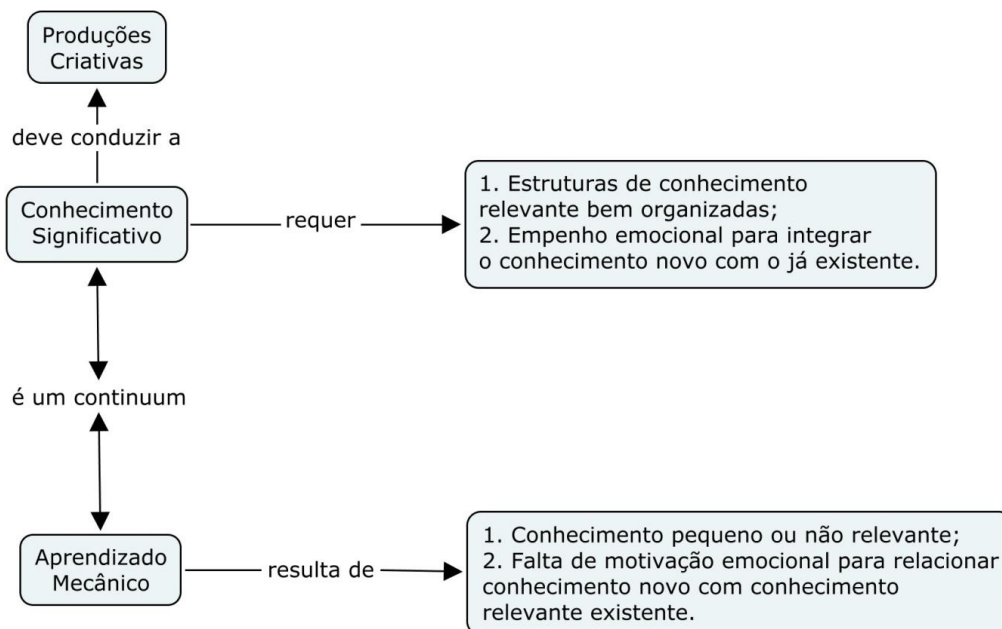 Produções
Criativas
deve conduzir a
Conhecimento
Significativo
requer
1. Estruturas de conhecimento
relevante bem organizadas;
2. Empenho emocional para integrar
o conhecimento novo com o já existente.
é um continuum
Aprendizado
Mecânico
resulta de
1. Conhecimento pequeno ou não relevante;
2. Falta de motivação emocional para relacionar
conhecimento novo com conhecimento
relevante existente.